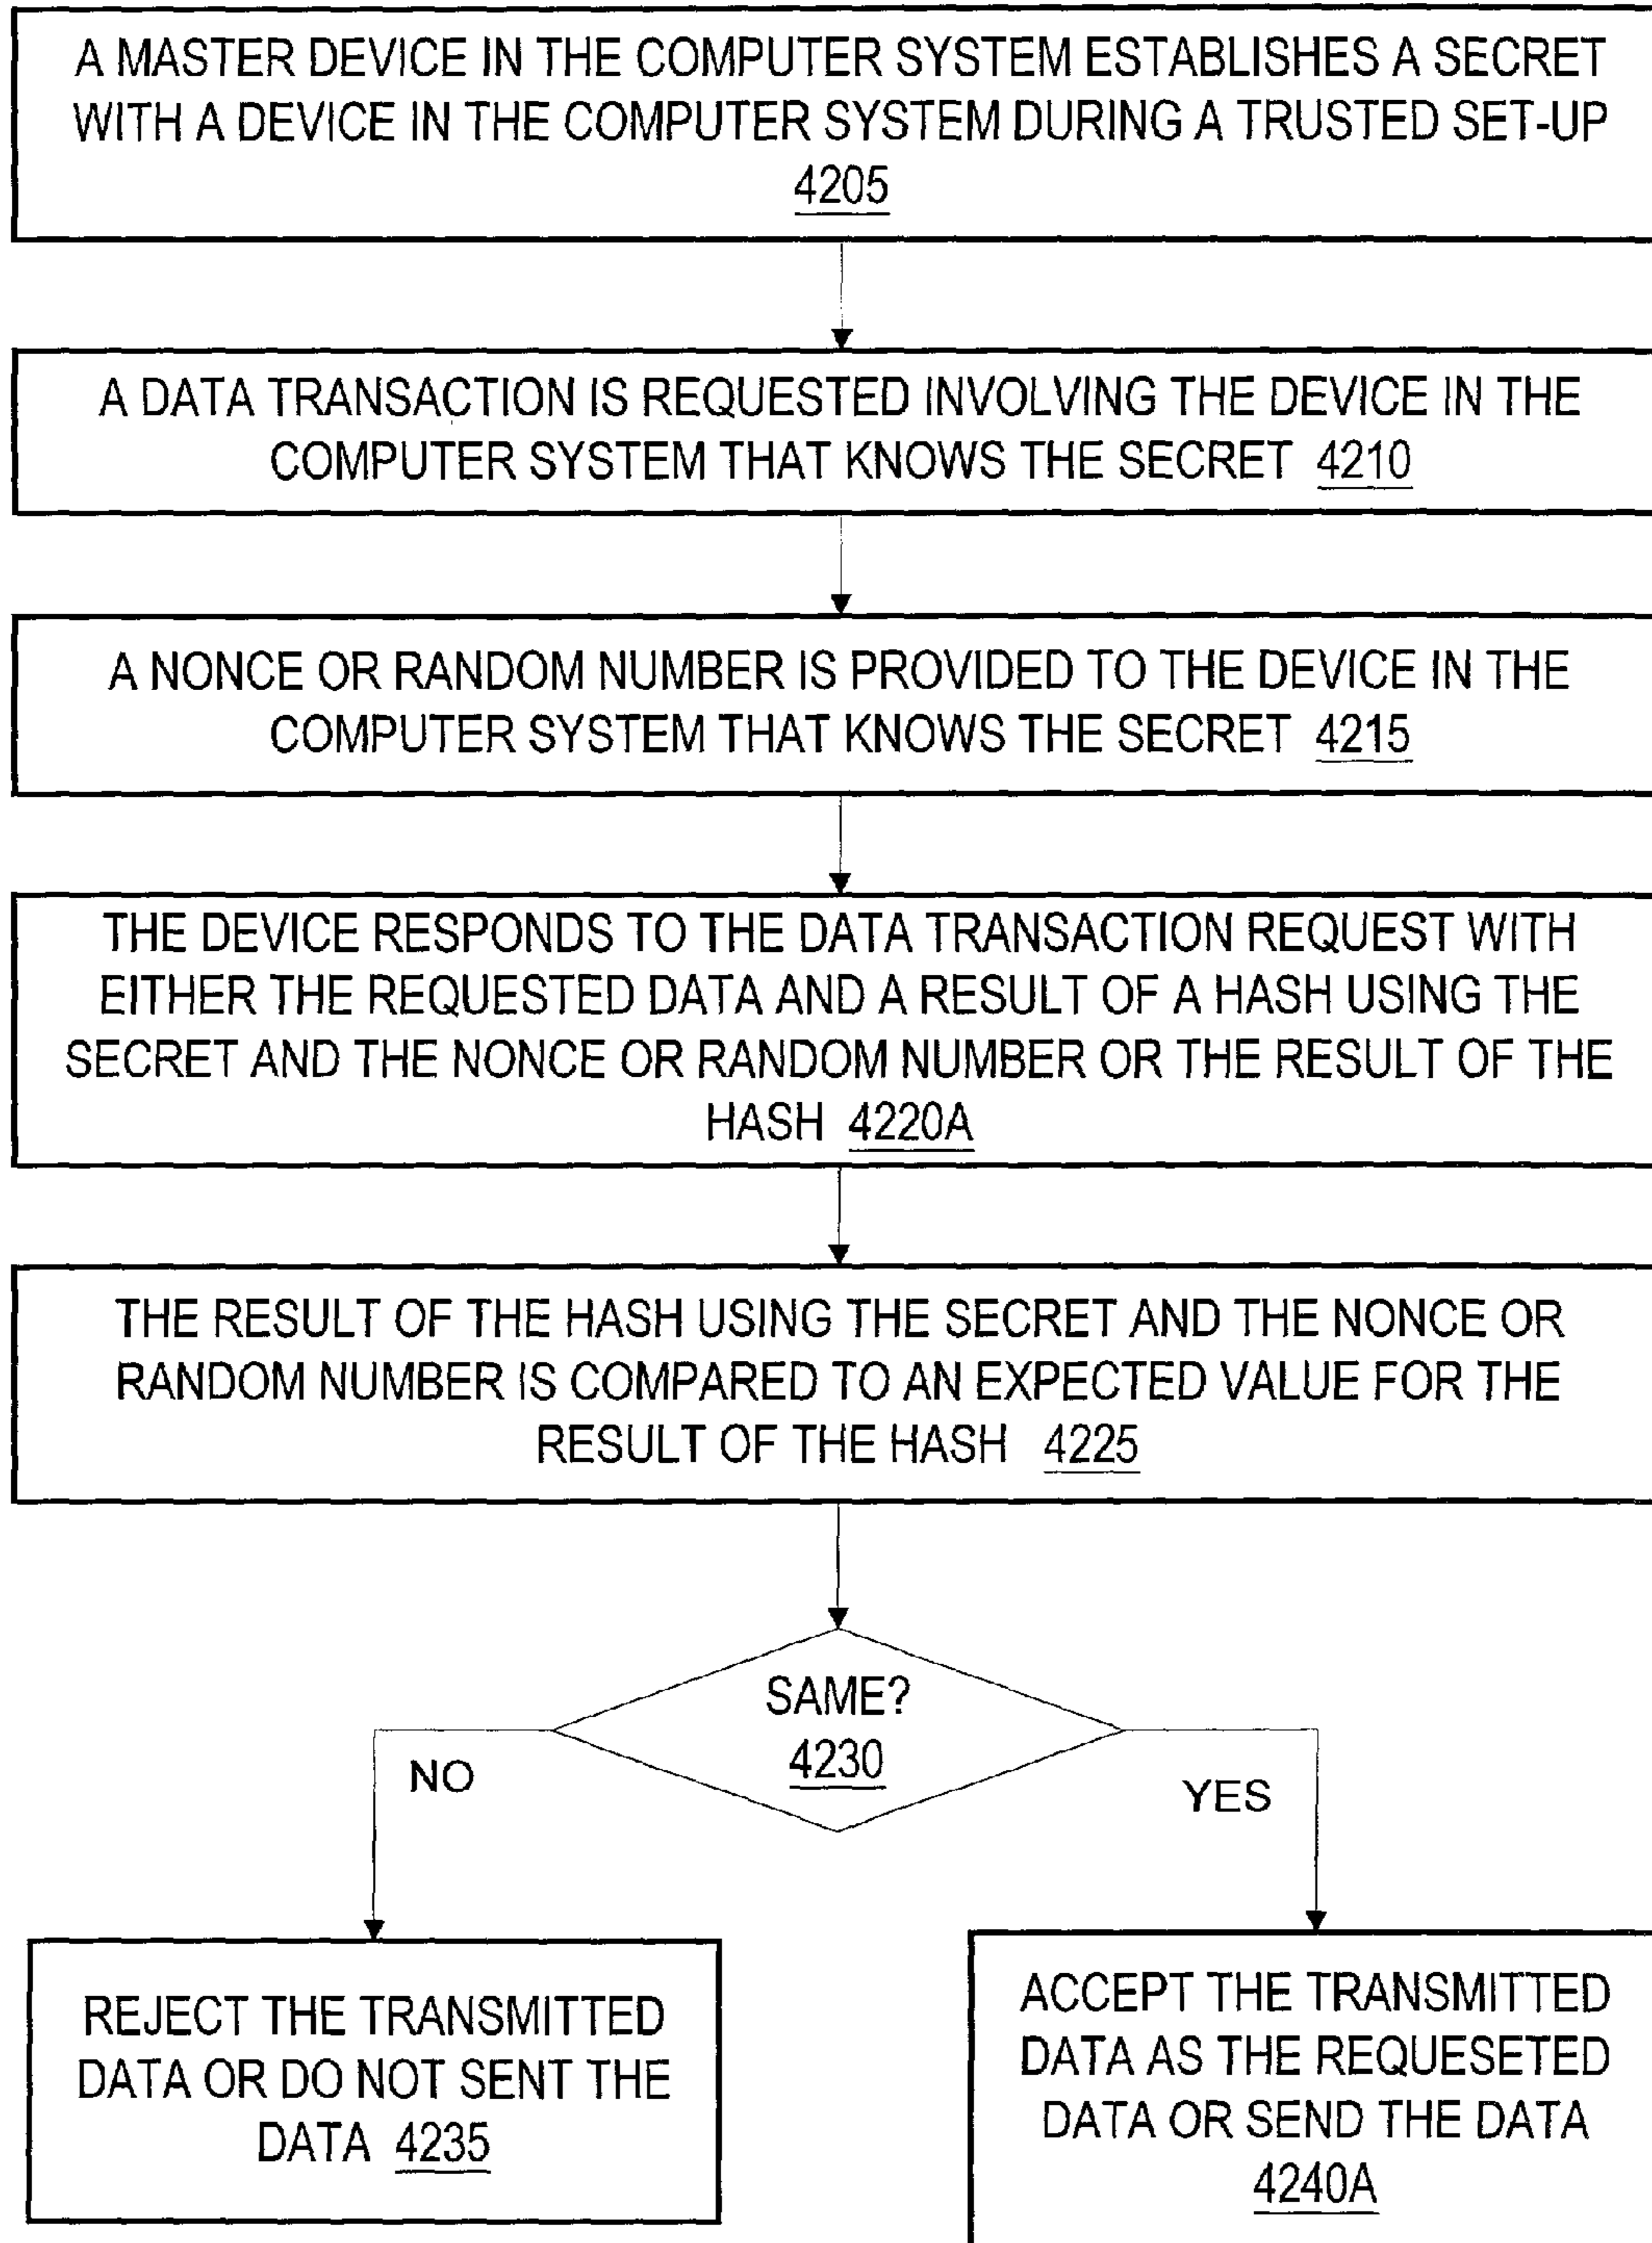 A MASTER DEVICE IN THE COMPUTER SYSTEM ESTABLISHES A SECRET
WITH A DEVICE IN THE COMPUTER SYSTEM DURING A TRUSTED SET-UP
4205
A DATA TRANSACTION IS REQUESTED INVOLVING THE DEVICE IN THE
COMPUTER SYSTEM THAT KNOWS THE SECRET 4210
A NONCE OR RANDOM NUMBER IS PROVIDED TO THE DEVICE IN THE
COMPUTER SYSTEM THAT KNOWS THE SECRET 4215
THE DEVICE RESPONDS TO THE DATA TRANSACTION REQUEST WITH
EITHER THE REQUESTED DATA AND A RESULT OF A HASH USING THE
SECRET AND THE NONCE OR RANDOM NUMBER OR THE RESULT OF THE
HASH 4220A
THE RESULT OF THE HASH USING THE SECRET AND THE NONCE OR
RANDOM NUMBER IS COMPARED TO AN EXPECTED VALUE FOR THE
RESULT OF THE HASH 4225
SAME?
4230
NO
YES
REJECT THE TRANSMITTED
DATA OR DO NOT SENT THE
DATA 4235
ACCEPT THE TRANSMITTED
DATA AS THE REQUESETED
DATA OR SEND THE DATA
4240A